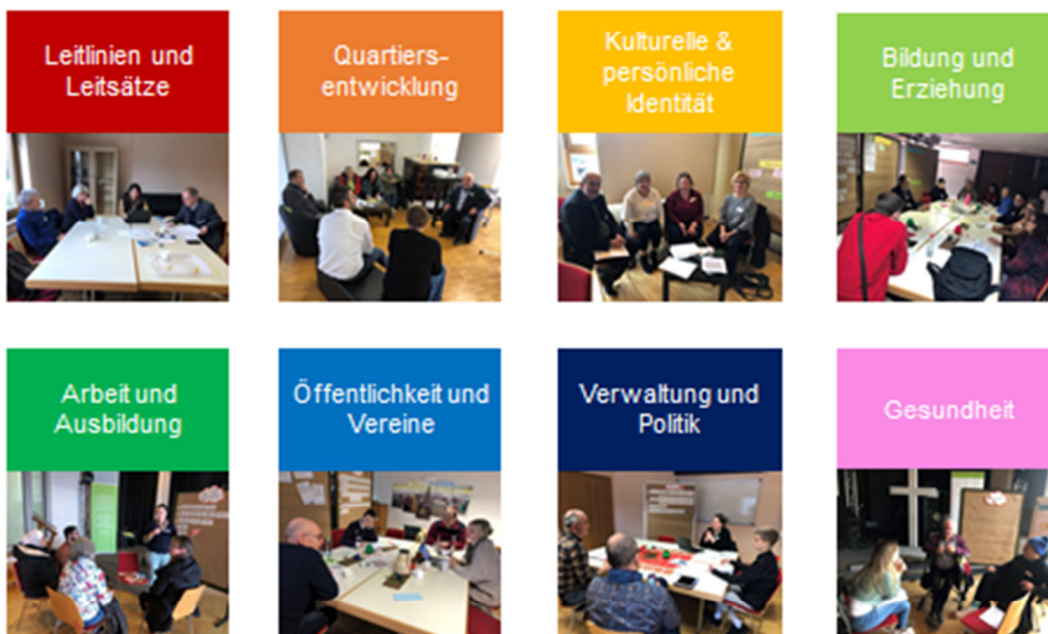 Leitlinien und
Leitsätze
Quartiers-
entwicklung
Kulturelle &
persönliche
Identität
Bildung und
Erziehung
Arbeit und
Ausbildung
Öffentlichkeit und
Vereine
Verwaltung und
Politik
Gesundheit